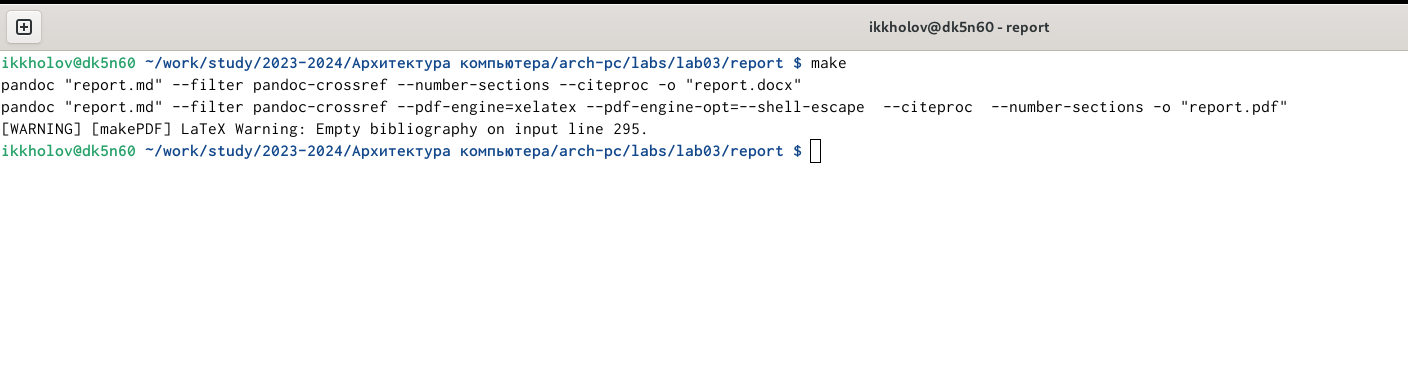 ikkholov@dk5n60 - report
ikkholov@dk5n60 ~/work/study/2023-2024/Архитектура компьютера/arch-pc/labs/lab03/report $ make
pandoc "report.md" --filter pandoc-crossref --number-sections --citeproc -o "report.docx"
pandoc "report.md" --filter pandoc-crossref --pdf-engine=xelatex --pdf-engine-opt=--shell-escape  --citeproc  --number-sections -o "report.pdf"
[WARNING] [makePDF] LaTeX Warning: Empty bibliography on input line 295.
ikkholov@dk5n60 ~/work/study/2023-2024/Архитектура компьютера/arch-pc/labs/lab03/report $